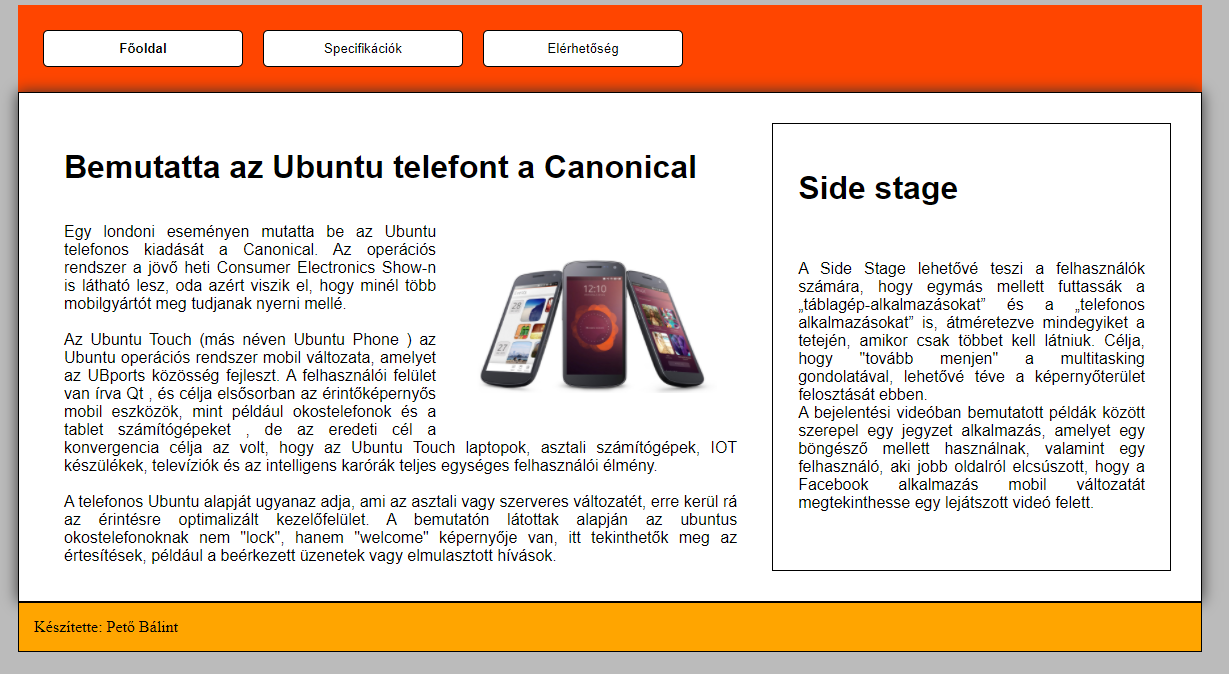 Főoldal
Specifikációk
Elérhetőség
Bemutatta az Ubuntu telefont a Canonical
Egy londoni eseményen mutatta be az Ubuntu
telefonos kiadását a Canonical. Az operációs
rendszer a jövő heti Consumer Electronics Show-n
is látható lesz, oda azért viszik el, hogy minél több
mobilgyártót meg tudjanak nyerni mellé.
Az Ubuntu Touch (más néven Ubuntu Phone ) az
Ubuntu operációs rendszer mobil változata, amelyet
az UBports közösség fejleszt. A felhasználói felület
van írva Qt , és célja elsősorban az érintőképernyős
mobil eszközök, mint például okostelefonok és a
tablet számítógépeket , de az eredeti cél a
konvergencia célja az volt, hogy az Ubuntu Touch laptopok, asztali számítógépek, IOT
készülékek, televíziók és az intelligens karórák teljes egységes felhasználói élmény.
A telefonos Ubuntu alapját ugyanaz adja, ami az asztali vagy szerveres változatét, erre kerül rá
az érintésre optimalizált kezelőfelület. A bemutatón látottak alapján az ubuntus
okostelefonoknak nem "lock", hanem "welcome" képernyője van, itt tekinthetők meg az
értesítések, például a beérkezett üzenetek vagy elmulasztott hívások.
12:10
Side stage
A Side Stage lehetővé teszi a felhasználók
számára, hogy egymás mellett futtassák a
„táblagép-alkalmazásokat” és a „telefonos
alkalmazásokat” is, átméretezve mindegyiket a
tetején, amikor csak többet kell látniuk. Célja,
hogy "tovább menjen" a multitasking
gondolatával, lehetővé téve a képernyőterület
felosztását ebben.
A bejelentési videóban bemutatott példák között
szerepel egy jegyzet alkalmazás, amelyet egy
böngésző mellett használnak, valamint egy
felhasználó, aki jobb oldalról elcsúszott, hogy a
Facebook alkalmazás mobil változatát
megtekinthesse egy lejátszott videó felett.
Készítette: Pető Bálint